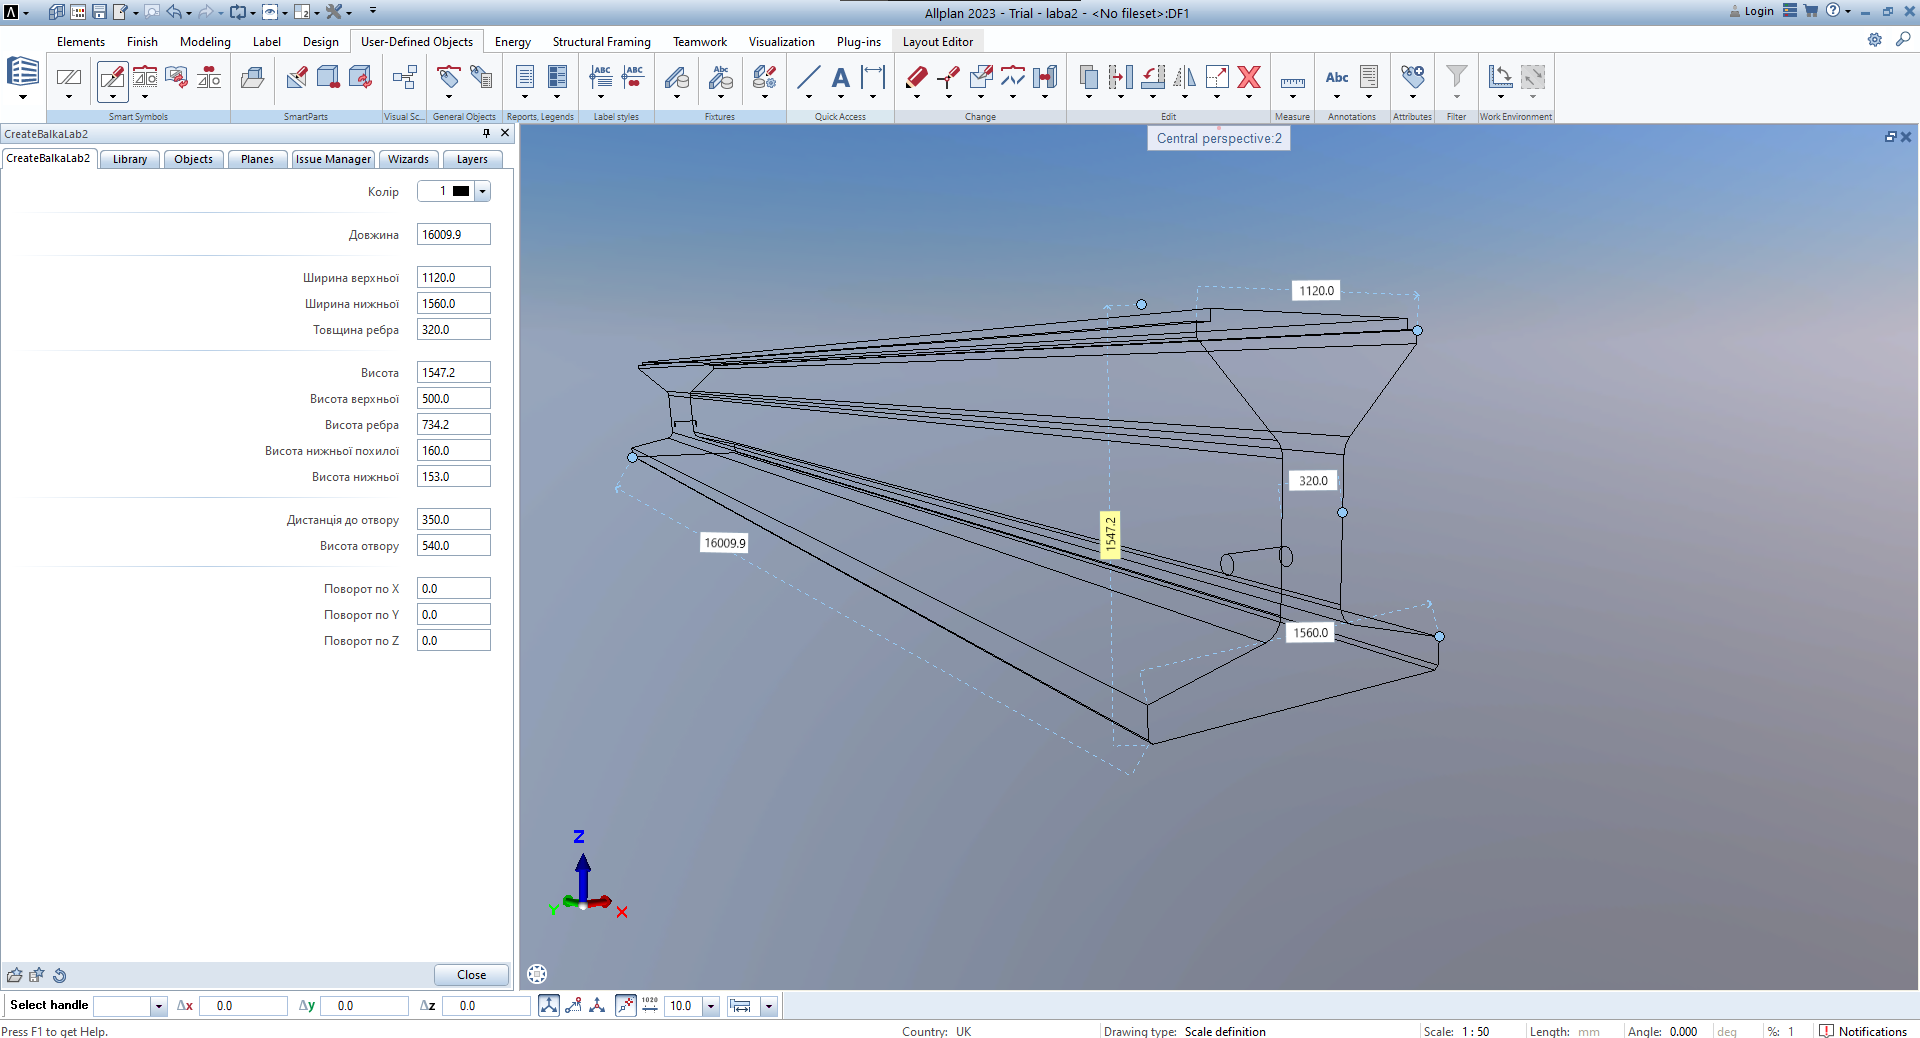 Allplan 2023 - Trial - laba2 - <No fileset>:DF1
Login
Elements Finish Modeling Label Design User-Defined Objects Energy Structural Framing Teamwork Visualization Plug-ins Layout Editor
ABC ABC Abc A Abc
Smart Symbols SmartParts Visual Sc... General Objects Reports, Legends Label styles Fixtures Quick Access Change Edit Measure Annotations Attributes Filter Work Environment
CreateBalkaLab2
CreateBalkaLab2 Library Objects Planes Issue Manager Wizards Layers
Central perspective:2
Колір 1
Довжина 16009.9
Ширина верхньої 1120.0
Ширина нижньої 1560.0
Товщина ребра 320.0
Висота 1547.2
Висота верхньої 500.0
Висота ребра 734.2
Висота нижньої похилої 160.0
Висота нижньої 153.0
Дистанція до отвору 350.0
Висота отвору 540.0
Поворот по X 0.0
Поворот по Y 0.0
Поворот по Z 0.0
1120.0
320.0
1547.2
16009.9
1560.0
Z
Y
X
Close
Select handle Δx 0.0 Δy 0.0 Δz 0.0 1020 10.0
Press F1 to get Help. Country: UK Drawing type: Scale definition Scale: 1 : 50 Length: mm Angle: 0.000 deg %: 1 Notifications